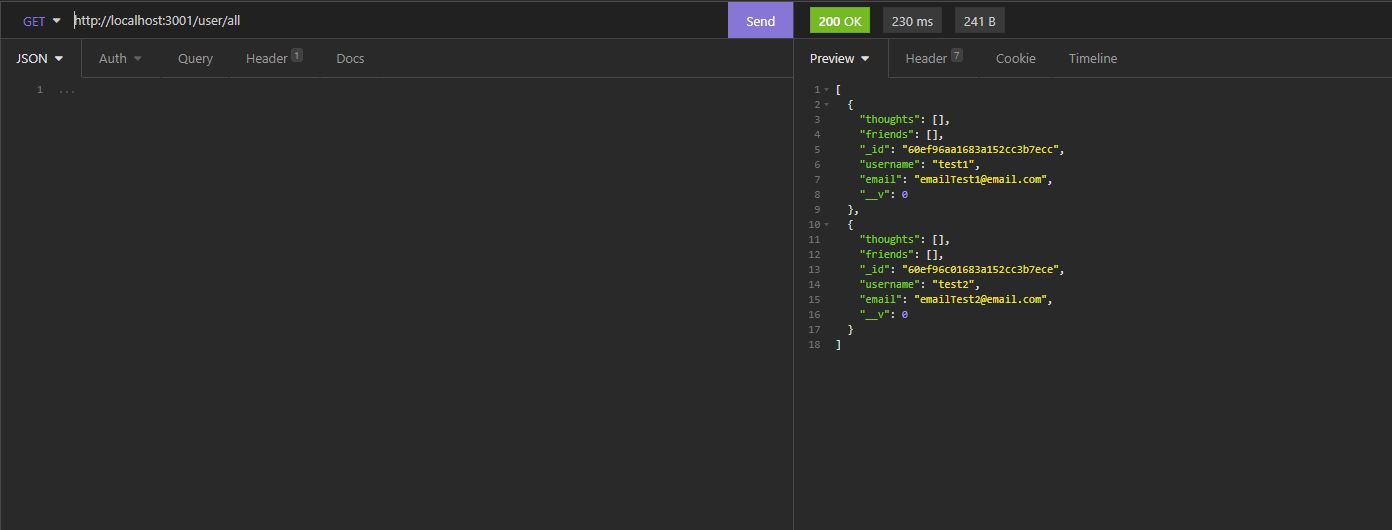 GET http://localhost:3001/user/all Send 200 OK 230 ms 241 B
JSON Auth Query Header 1 Docs Preview Header 7 Cookie Timeline
1 ...
1 [
2 {
3 "thoughts": [],
4 "friends": [],
5 "_id": "60ef96aa1683a152cc3b7ecc",
6 "username": "test1",
7 "email": "emailTest1@email.com",
8 "__v": 0
9 },
10 {
11 "thoughts": [],
12 "friends": [],
13 "_id": "60ef96c01683a152cc3b7ece",
14 "username": "test2",
15 "email": "emailTest2@email.com",
16 "__v": 0
17 }
18 ]